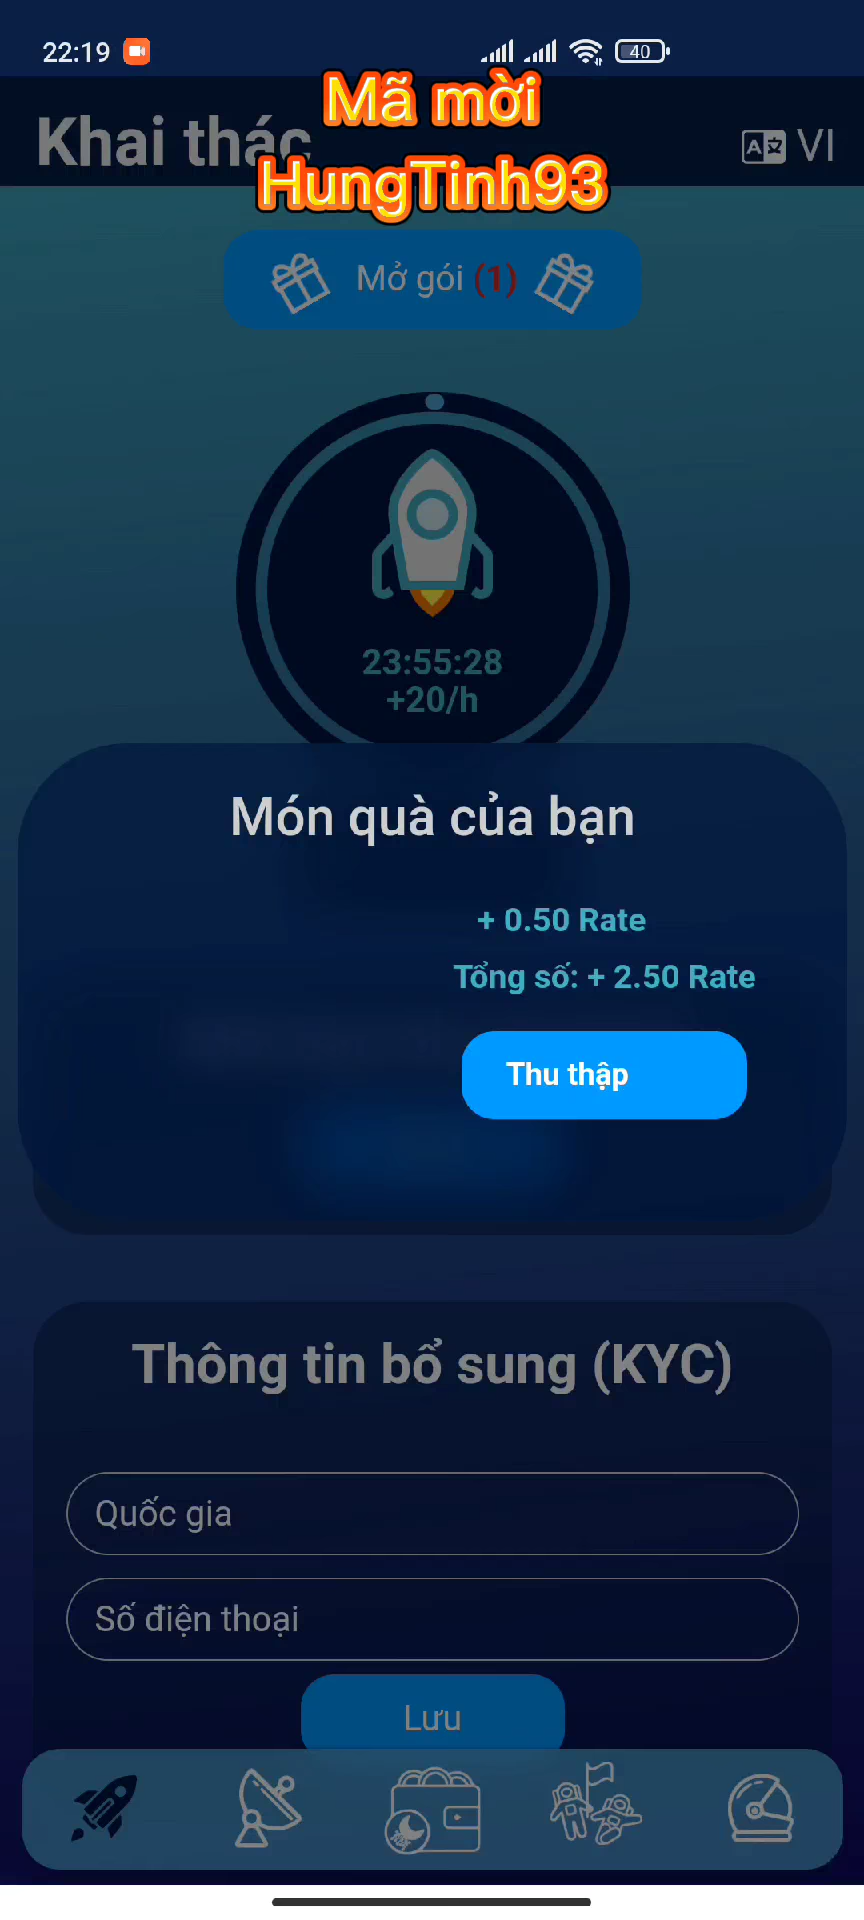 22:19
40
Mã mời
Khai thác
VI
HungTinh93
Mở gói (1)
23:55:28
+20/h
Món quà của bạn
+ 0.50 Rate
Tổng số: + 2.50 Rate
Thu thập
Thông tin bổ sung (KYC)
Quốc gia
Số điện thoại
Lưu